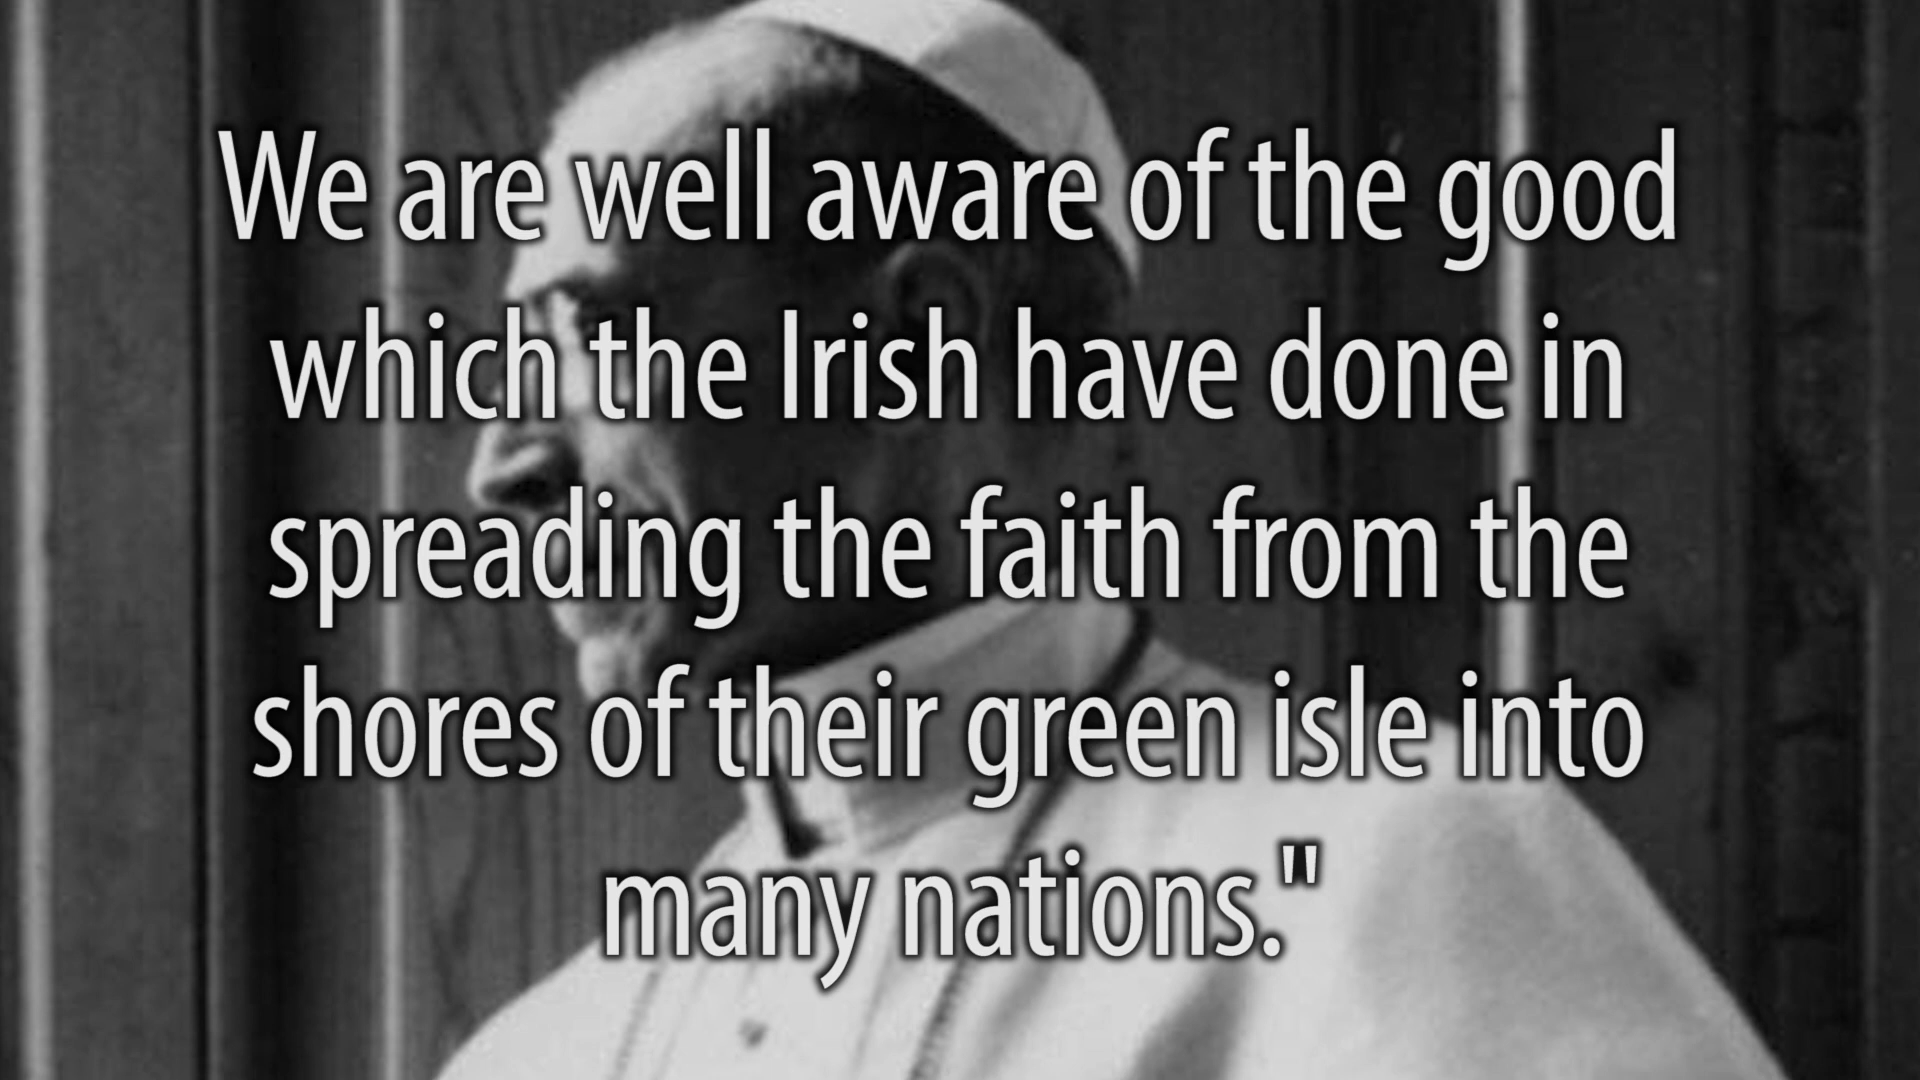 We are well aware of the good
which the Irish have done in
spreading the faith from the
shores of their green isle into
many nations."